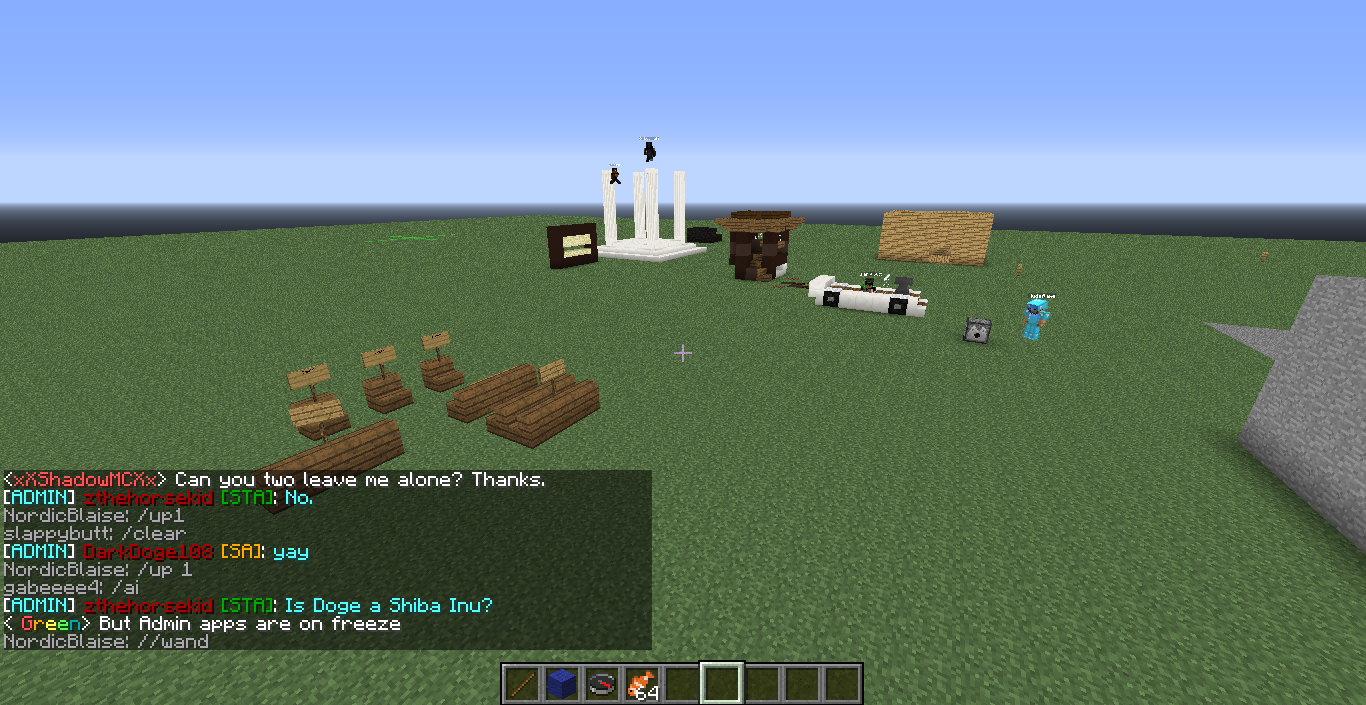 <xXShadowMCXx> Can you two leave me alone? Thanks.
[ADMIN] zthehorsekid [STA]: No.
NordicBlaise: /up1
slappybutt: /clear
[ADMIN] DarkDoge108 [SA]: yay
NordicBlaise: /up 1
gabeeee4: /ai
[ADMIN] zthehorsekid [STA]: Is Doge a Shiba Inu?
< Green> But Admin apps are on freeze
NordicBlaise: //wand
64